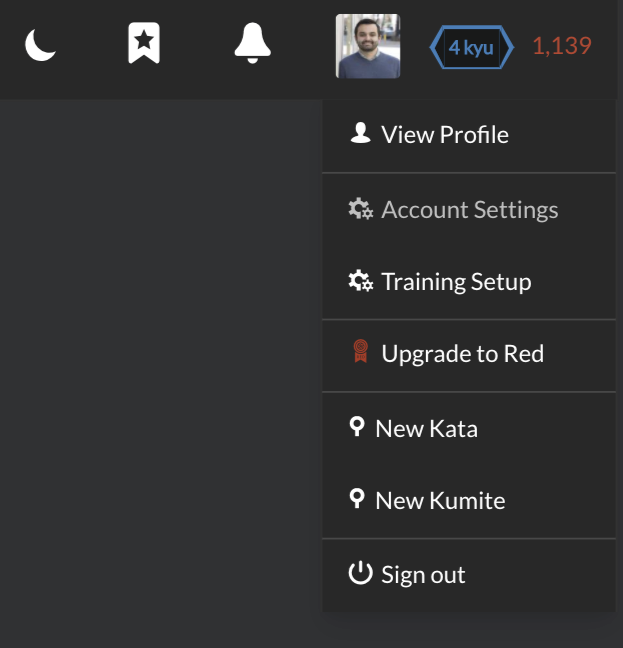 4 kyu 1,139
View Profile
Account Settings
Training Setup
Upgrade to Red
New Kata
New Kumite
Sign out